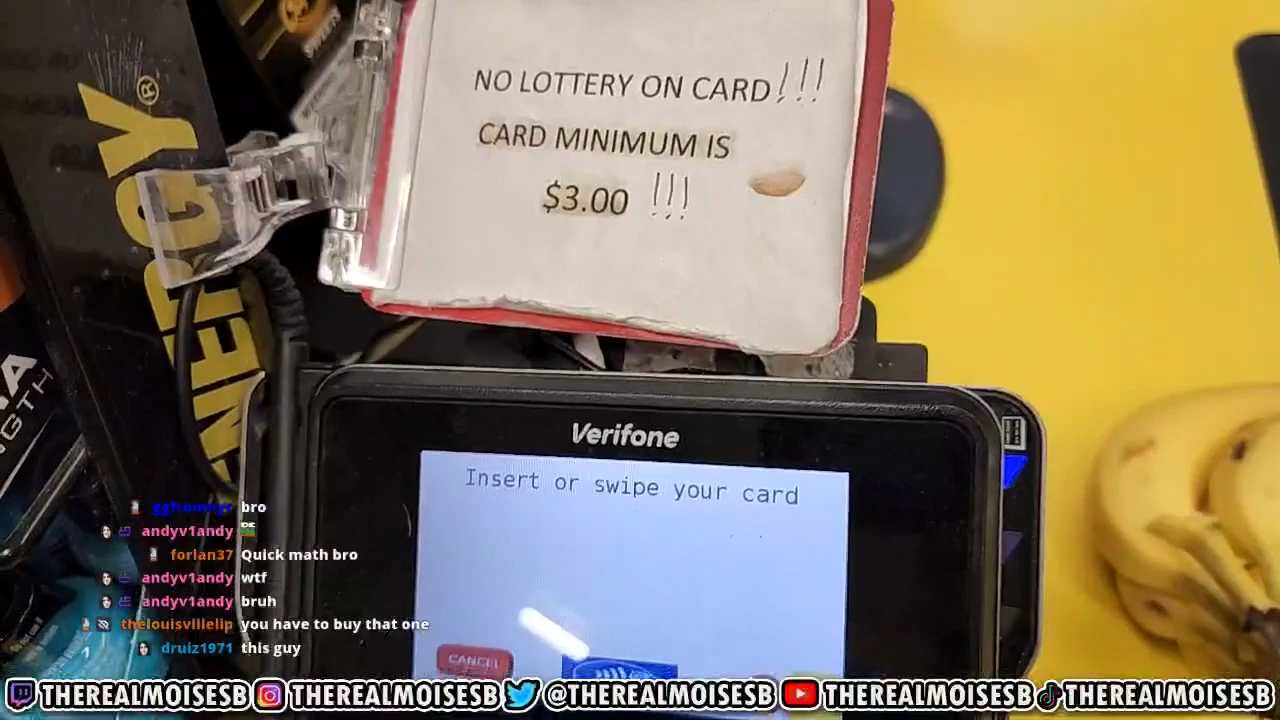 NO LOTTERY ON CARD!!!
CARD MINIMUM IS
$3.00 !!!
ENERGY®
Verifone
Insert or swipe your card
CANCEL
ggfromnyv bro
andyv1andy
forlan37 Quick math bro
andyv1andy wtf
andyv1andy bruh
thelouisvillelip you have to buy that one
druiz1971 this guy
THEREALMOISESB THEREALMOISESB @THEREALMOISESB THEREALMOISESB THEREALMOISESB